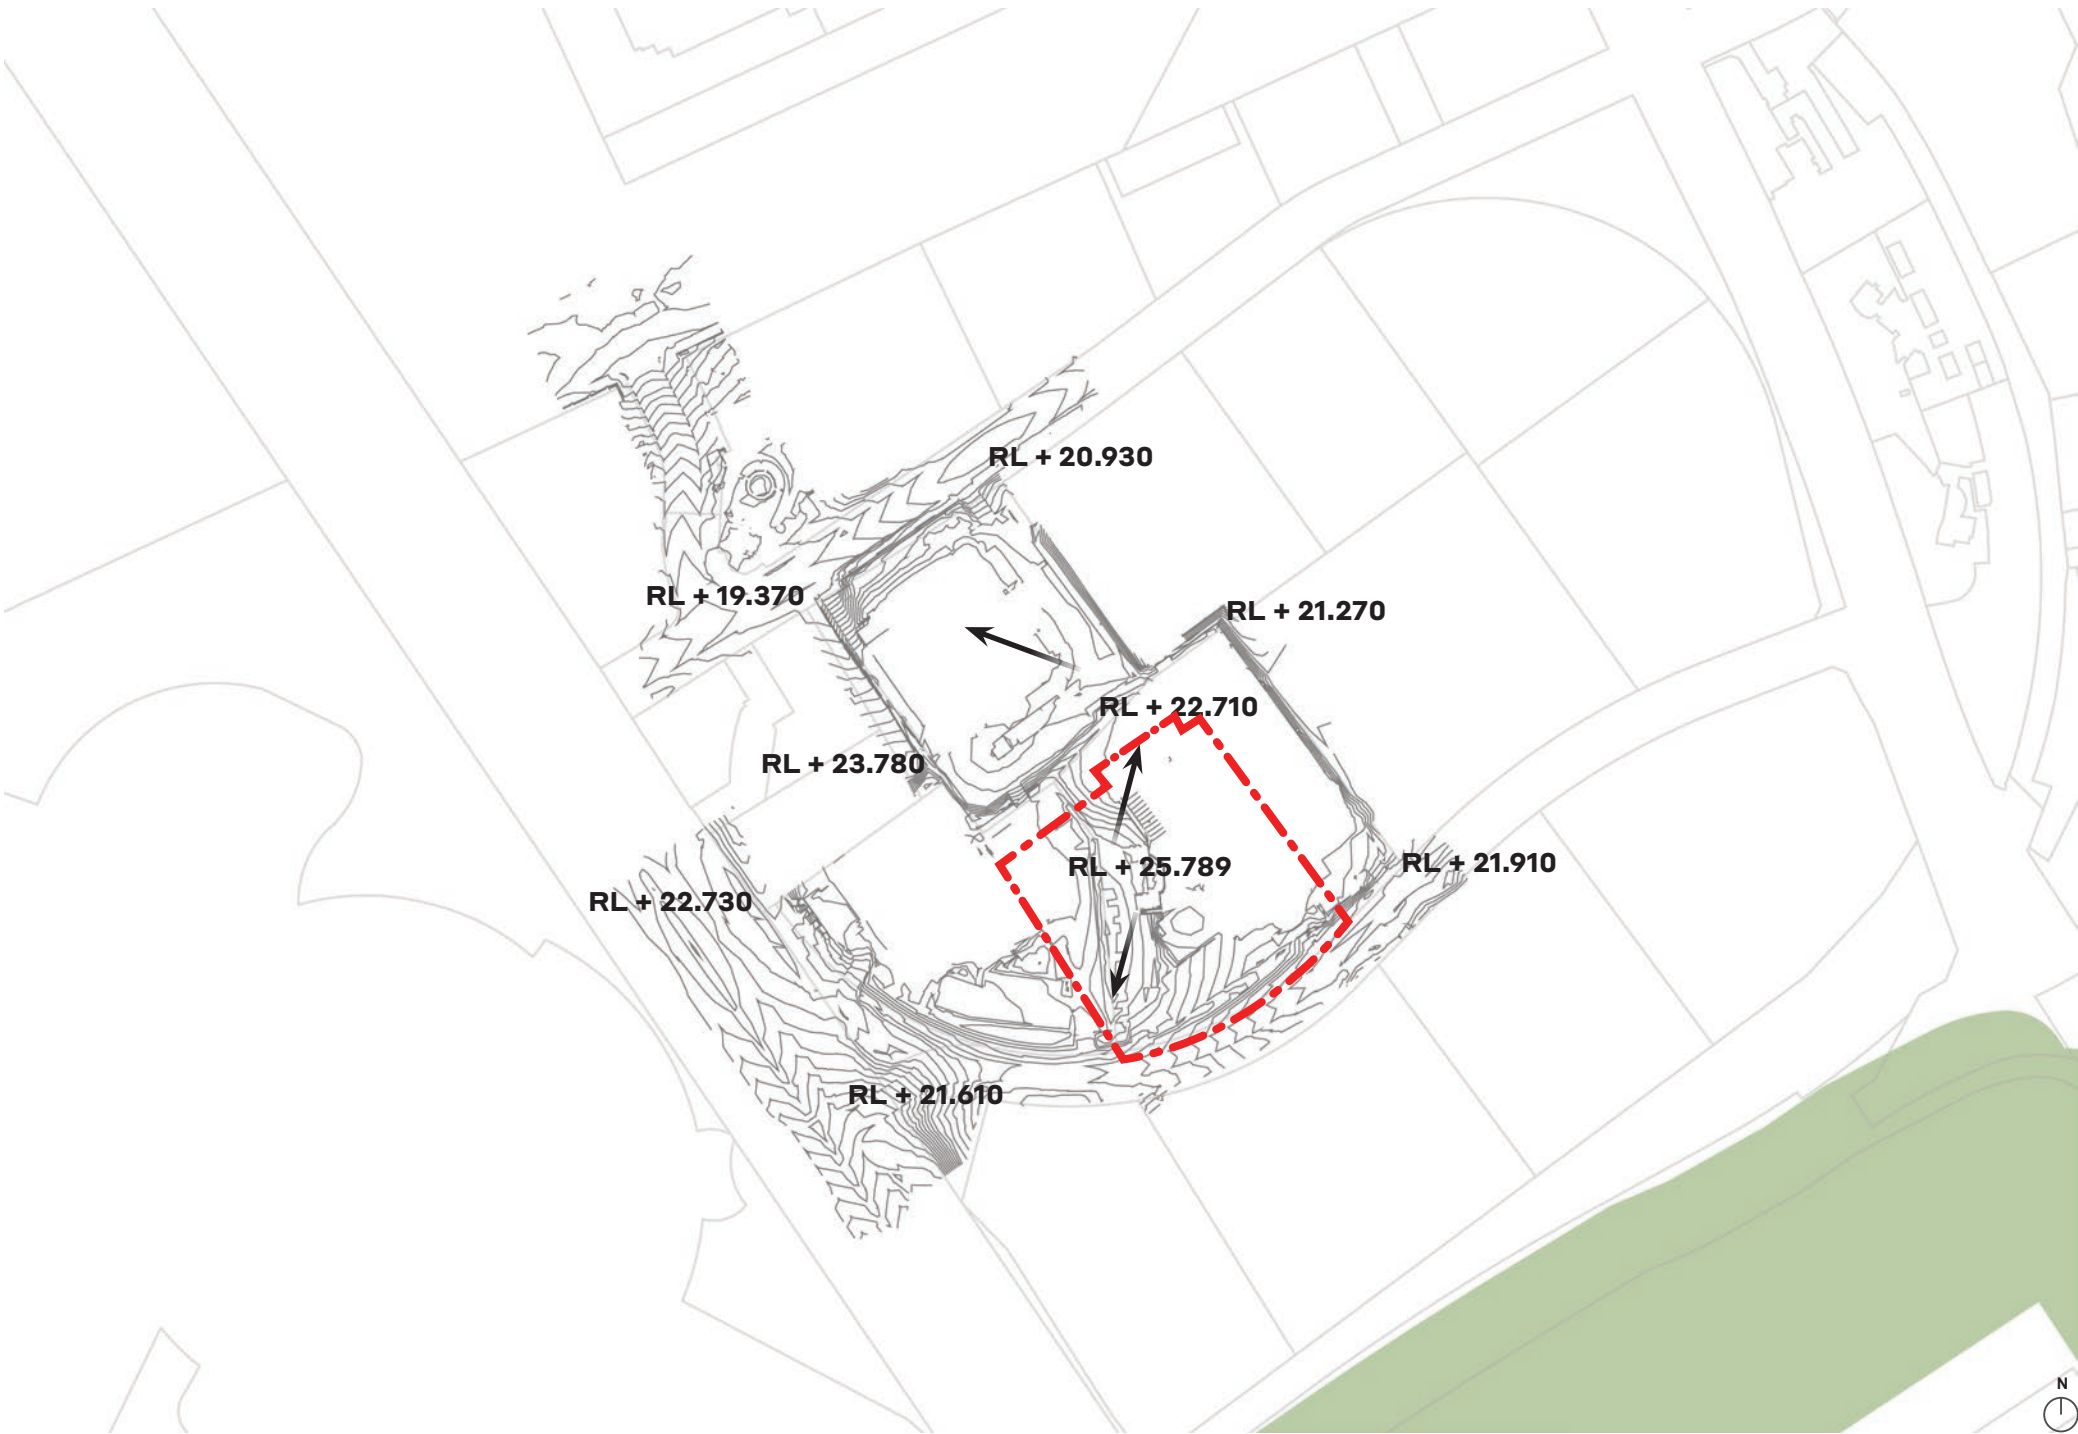 RL + 20.930
RL + 19.370
RL + 21.270
RL + 22.710
RL + 23.780
RL + 25.789
RL + 21.910
RL + 22.730
RL + 21.610
N